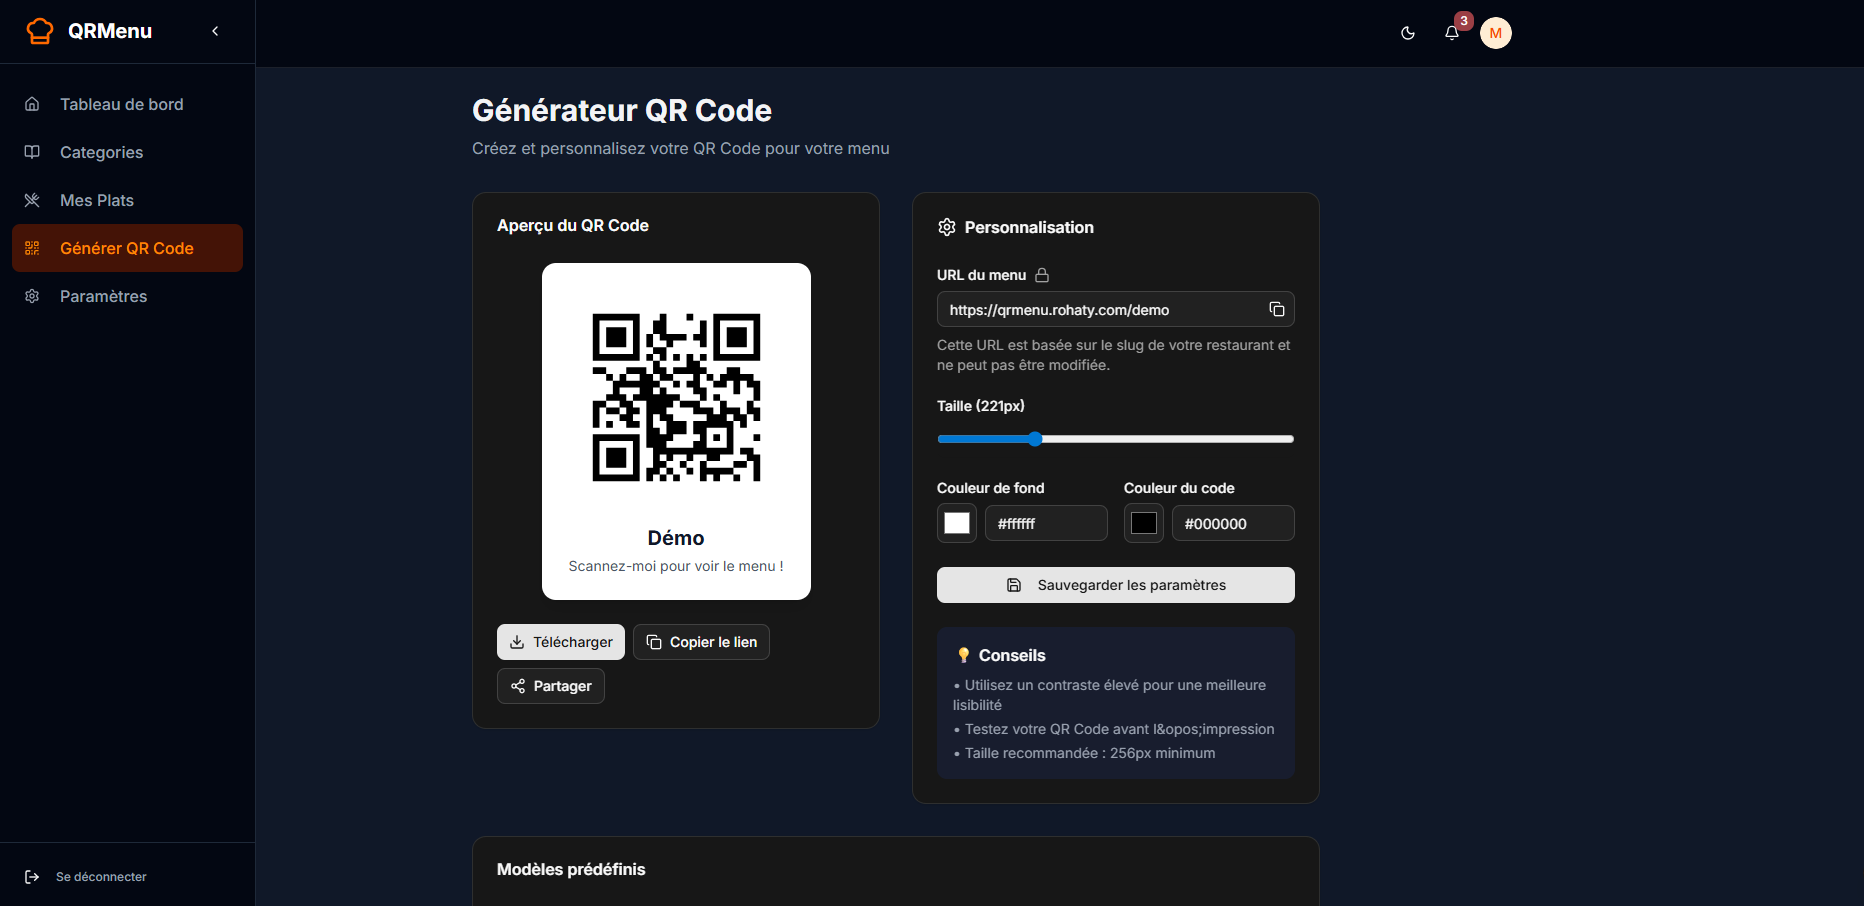 QRMenu
3
M
Tableau de bord
Categories
Mes Plats
Générer QR Code
Paramètres
Se déconnecter
Générateur QR Code
Créez et personnalisez votre QR Code pour votre menu
Aperçu du QR Code
Démo
Scannez-moi pour voir le menu !
Télécharger
Copier le lien
Partager
Personnalisation
URL du menu
https://qrmenu.rohaty.com/demo
Cette URL est basée sur le slug de votre restaurant et
ne peut pas être modifiée.
Taille (221px)
Couleur de fond
Couleur du code
#ffffff
#000000
Sauvegarder les paramètres
Conseils
• Utilisez un contraste élevé pour une meilleure
lisibilité
• Testez votre QR Code avant l&opos;impression
• Taille recommandée : 256px minimum
Modèles prédéfinis